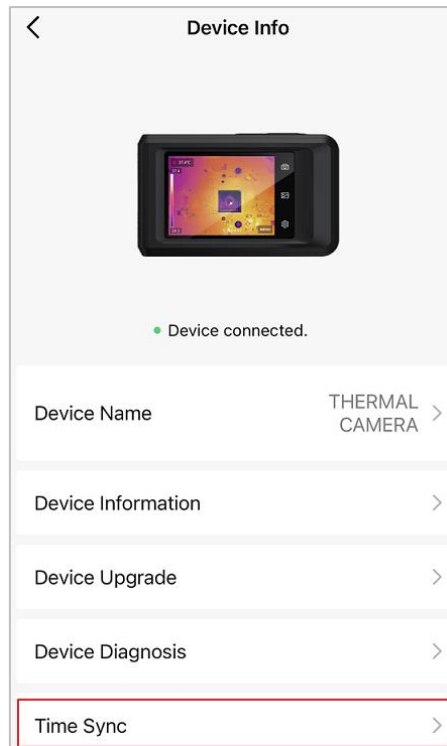 Device Info
Device connected.
Device Name
THERMAL
CAMERA
Device Information
Device Upgrade
Device Diagnosis
Time Sync